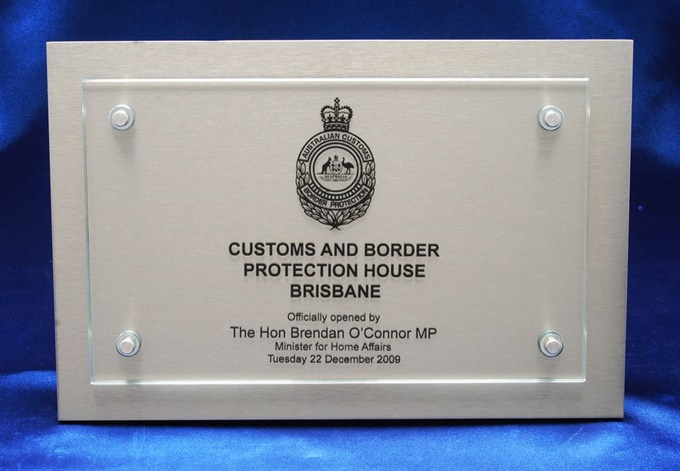 AUSTRALIAN CUSTOMS
AUSTRALIA
BORDER PROTECTION
CUSTOMS AND BORDER
PROTECTION HOUSE
BRISBANE
Officially opened by
The Hon Brendan O'Connor MP
Minister for Home Affairs
Tuesday 22 December 2009